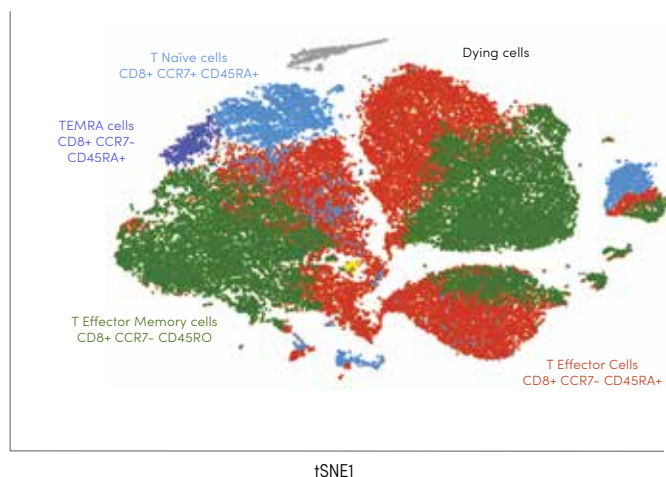 T Naïve cells
CD8+ CCR7+ CD45RA+
Dying cells
TEMRA cells
CD8+ CCR7-
CD45RA+
T Effector Memory cells
CD8+ CCR7- CD45RO
T Effector Cells
CD8+ CCR7- CD45RA+
tSNE1